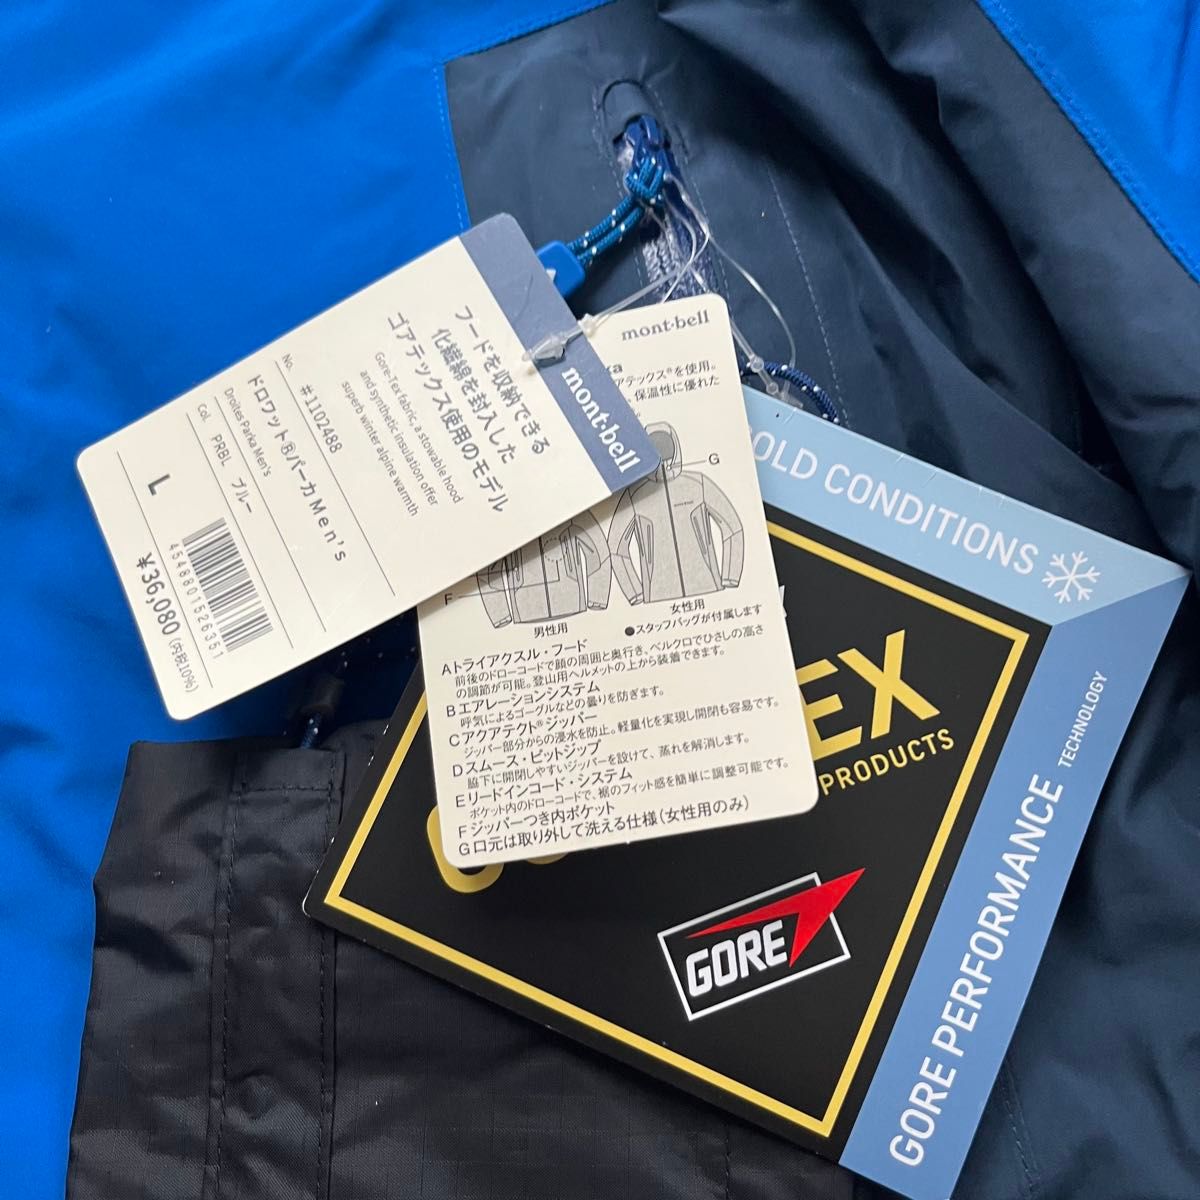 mont-bell
フードを収納できる
化繊綿を封入した
ゴアテックス使用のモデル
Gore-Tex fabric, a stowable hood
and synthetic insulation offer
superb winter alpine warmth
No. #1102488
ドロワット®パーカMen's
Droites Parka Men's
Col. PRBL ブルー
L
4548801526351
¥36,080(内税10%)
mont-bell
アテックス®を使用。
保温性に優れた
G
F
男性用
女性用
●スタッフバッグが付属します
Aトライアクスル・フード
前後のドローコードで顔の周囲と奥行き、ベルクロでひさしの高さ
の調節が可能。登山用ヘルメットの上から装着できます。
Bエアレーションシステム
呼気によるゴーグルなどの曇りを防ぎます。
Cアクアテクト®ジッパー
ジッパー部分からの浸水を防止。軽量化を実現し開閉も容易です。
Dスムース・ピットジップ
脇下に開閉しやすいジッパーを設けて、蒸れを解消します。
Eリードインコード・システム
ポケット内のドローコードで、裾のフィット感を簡単に調整可能です。
Fジッパーつき内ポケット
G口元は取り外して洗える仕様(女性用のみ)
OLD CONDITIONS
EX
PRODUCTS
GORE
GORE PERFORMANCE TECHNOLOGY